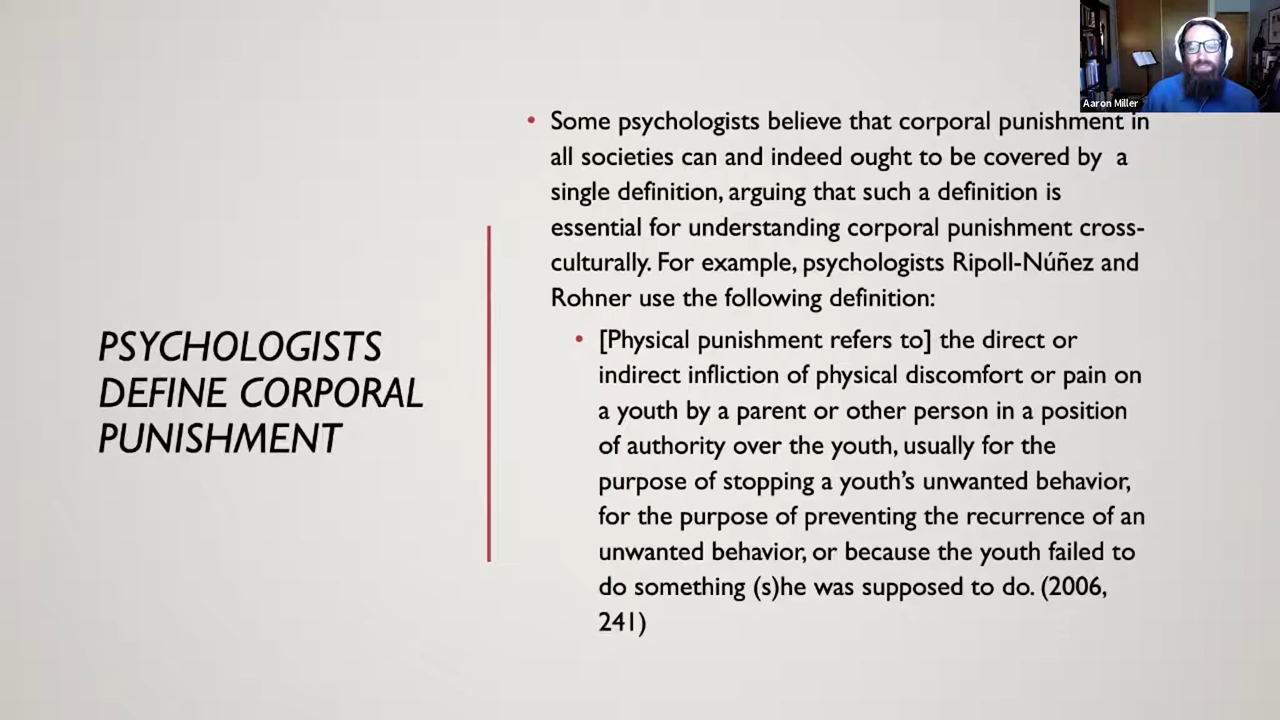 Aaron Miller
PSYCHOLOGISTS
DEFINE CORPORAL
PUNISHMENT
• Some psychologists believe that corporal punishment in
all societies can and indeed ought to be covered by a
single definition, arguing that such a definition is
essential for understanding corporal punishment cross-
culturally. For example, psychologists Ripoll-Núñez and
Rohner use the following definition:
• [Physical punishment refers to] the direct or
indirect infliction of physical discomfort or pain on
a youth by a parent or other person in a position
of authority over the youth, usually for the
purpose of stopping a youth’s unwanted behavior,
for the purpose of preventing the recurrence of an
unwanted behavior, or because the youth failed to
do something (s)he was supposed to do. (2006,
241)